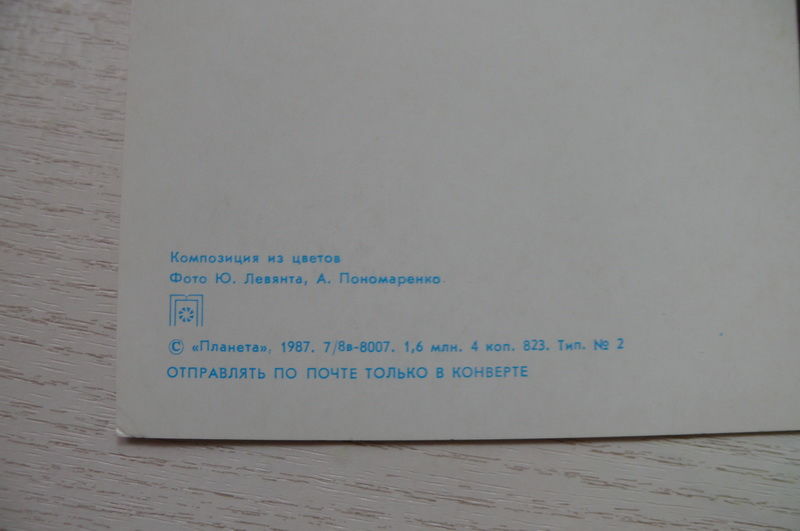 Композиция из цветов
Фото Ю. Левянта, А. Пономаренко
© «Планета», 1987. 7/8в-8007. 1,6 млн. 4 коп. 823. Тип. № 2
ОТПРАВЛЯТЬ ПО ПОЧТЕ ТОЛЬКО В КОНВЕРТЕ